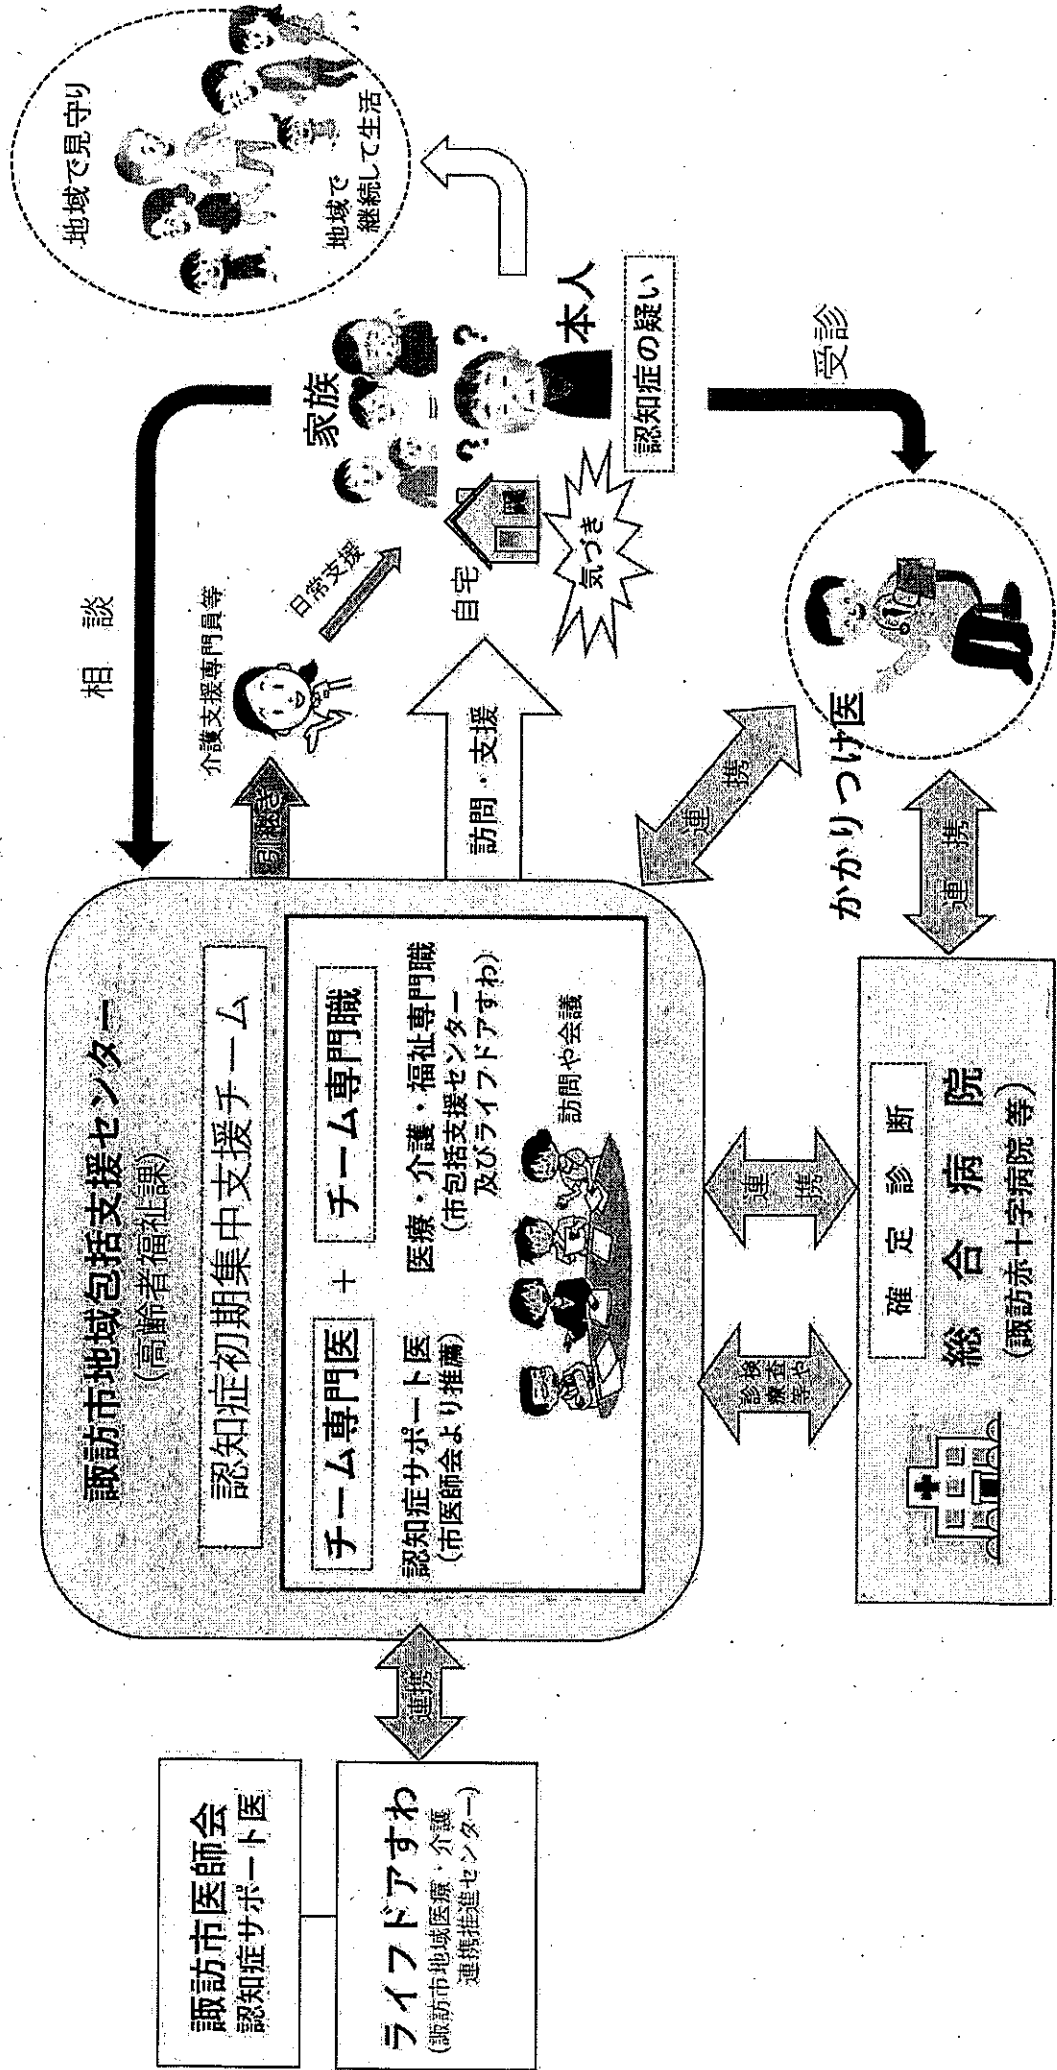 諏訪市医師会
認知症サポート医
ライフドアすわ
(諏訪市地域医療・介護
連携推進センター)
連携
諏訪市地域包括支援センター
(高齢者福祉課)
認知症初期集中支援チーム
チーム専門医
+
チーム専門職
認知症サポート医
(市医師会より推薦)
医療・介護・福祉専門職
(市包括支援センター
及びライフドアすわ)
訪問や会議
相談
引継ぎ
介護支援専門員等
日常支援
訪問・支援
家族
自宅
?
?
本人
気づき
認知症の疑い
地域で見守り
地域で
継続して生活
受診
かかりつけ医
連携
連携
連携
検査や
診療等
確定診断
総合病院
(諏訪赤十字病院等)